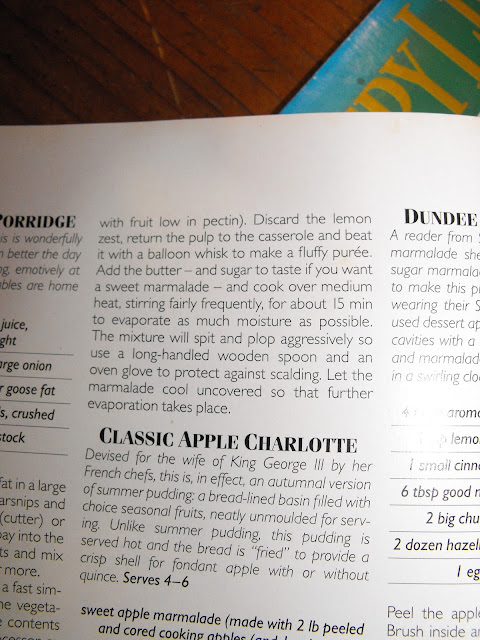 PORRIDGE
is is wonderfully
n better the day
ng, emotively at
ables are home
juice,
ght
arge onion
r goose fat
s, crushed
stock
fat in a large
arsnips and
(cutter) or
pay into the
ts and mix
r more.
a fast sim-
he vegeta-
e contents
with fruit low in pectin). Discard the lemon
zest, return the pulp to the casserole and beat
it with a balloon whisk to make a fluffy purée.
Add the butter – and sugar to taste if you want
a sweet marmalade – and cook over medium
heat, stirring fairly frequently, for about 15 min
to evaporate as much moisture as possible.
The mixture will spit and plop aggressively so
use a long-handled wooden spoon and an
oven glove to protect against scalding. Let the
marmalade cool uncovered so that further
evaporation takes place.
CLASSIC APPLE CHARLOTTE
Devised for the wife of King George III by her
French chefs, this is, in effect, an autumnal version
of summer pudding: a bread-lined basin filled with
choice seasonal fruits, neatly unmoulded for serv-
ing. Unlike summer pudding, this pudding is
served hot and the bread is “fried” to provide a
crisp shell for fondant apple with or without
quince. Serves 4–6
sweet apple marmalade (made with 2 lb peeled
and cored cooking apples
DUNDEE
A reader from S
marmalade she
sugar marmala
to make this p
wearing their S
used dessert ap
cavities with a
and marmalad
in a swirling clo
aroma
lemo
1 small cinn
6 tbsp good m
2 big chu
2 dozen hazel
1 eg
Peel the apple
Brush inside a